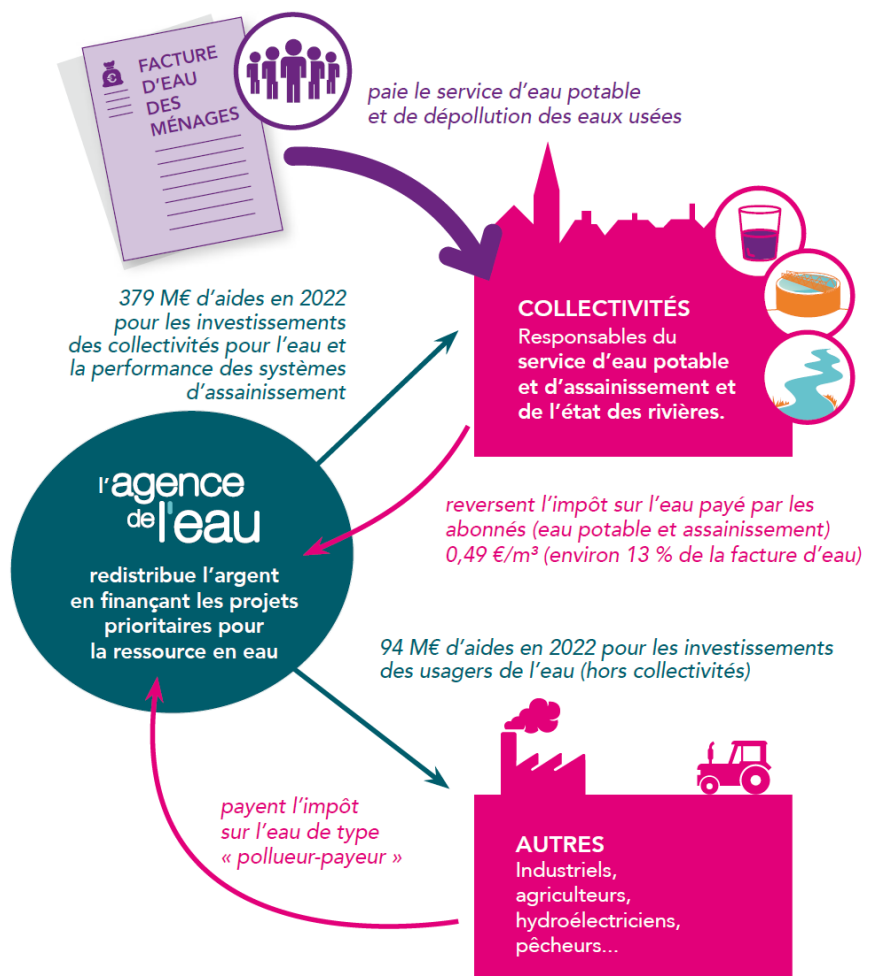 FACTURE
D'EAU
DES
MÉNAGES
€
paie le service d'eau potable
et de dépollution des eaux usées
379 M€ d'aides en 2022
pour les investissements
des collectivités pour l'eau et
la performance des systèmes
d'assainissement
COLLECTIVITÉS
Responsables du
service d'eau potable
et d'assainissement et
de l'état des rivières.
l'agence
de l'eau
redistribue l'argent
en finançant les projets
prioritaires pour
la ressource en eau
reversent l'impôt sur l'eau payé par les
abonnés (eau potable et assainissement)
0,49 €/m³ (environ 13 % de la facture d'eau)
94 M€ d'aides en 2022 pour les investissements
des usagers de l'eau (hors collectivités)
payent l'impôt
sur l'eau de type
« pollueur-payeur »
AUTRES
Industriels,
agriculteurs,
hydroélectriciens,
pêcheurs...